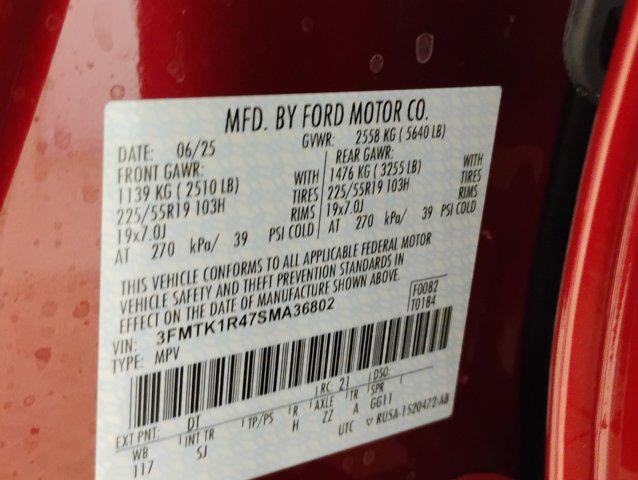 MFD. BY FORD MOTOR CO.
DATE: 06/25 GVWR: 2558 KG ( 5640 LB)
FRONT GAWR: REAR GAWR:
1139 KG ( 2510 LB) WITH 1476 KG ( 3255 LB) WITH
225/55R19 103H TIRES 225/55R19 103H TIRES
19x7.0J RIMS 19x7.0J RIMS
AT 270 kPa/ 39 PSI COLD AT 270 kPa/ 39 PSI COLD
THIS VEHICLE CONFORMS TO ALL APPLICABLE FEDERAL MOTOR
VEHICLE SAFETY AND THEFT PREVENTION STANDARDS IN
EFFECT ON THE DATE OF MANUFACTURE SHOWN ABOVE.
VIN: 3FMTK1R47SMA36802 F0082
TYPE: MPV T0184
EXT PNT: DT RC: 21 DSO:
WB INT TR TP/PS R AXLE TR SPR
117 SJ H ZZ A GG11
UTC ▽ RU5A-1520472-AB